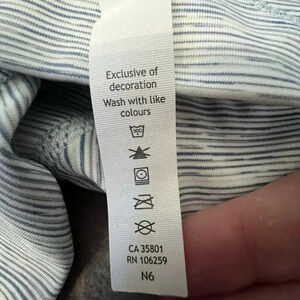 Exclusive of
decoration
Wash with like
colours
CA 35801
RN 106259
N6